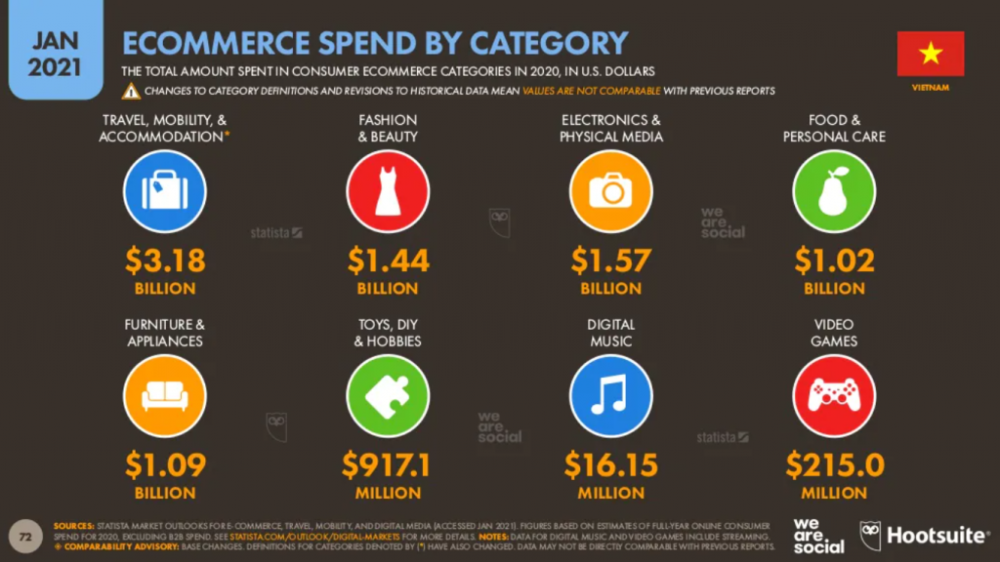 JAN
2021
ECOMMERCE SPEND BY CATEGORY
THE TOTAL AMOUNT SPENT IN CONSUMER ECOMMERCE CATEGORIES IN 2020, IN U.S. DOLLARS
CHANGES TO CATEGORY DEFINITIONS AND REVISIONS TO HISTORICAL DATA MEAN VALUES ARE NOT COMPARABLE WITH PREVIOUS REPORTS
VIETNAM
TRAVEL, MOBILITY, &
ACCOMMODATION*
$3.18
BILLION
FASHION
& BEAUTY
$1.44
BILLION
ELECTRONICS &
PHYSICAL MEDIA
$1.57
BILLION
FOOD &
PERSONAL CARE
$1.02
BILLION
statista
we
are
social
FURNITURE &
APPLIANCES
$1.09
BILLION
TOYS, DIY
& HOBBIES
$917.1
MILLION
DIGITAL
MUSIC
$16.15
MILLION
VIDEO
GAMES
$215.0
MILLION
we
are
social
statista
72
SOURCES: STATISTA MARKET OUTLOOKS FOR E-COMMERCE, TRAVEL, MOBILITY, AND DIGITAL MEDIA (ACCESSED JAN 2021). FIGURES BASED ON ESTIMATES OF FULL-YEAR ONLINE CONSUMER
SPEND FOR 2020, EXCLUDING B2B SPEND. SEE STATISTA.COM/OUTLOOK/DIGITAL-MARKETS FOR MORE DETAILS. NOTES: DATA FOR DIGITAL MUSIC AND VIDEO GAMES INCLUDE STREAMING.
COMPARABILITY ADVISORY: BASE CHANGES. DEFINITIONS FOR CATEGORIES DENOTED BY (*) HAVE ALSO CHANGED. DATA MAY NOT BE DIRECTLY COMPARABLE WITH PREVIOUS REPORTS.
we
are
social
Hootsuite®